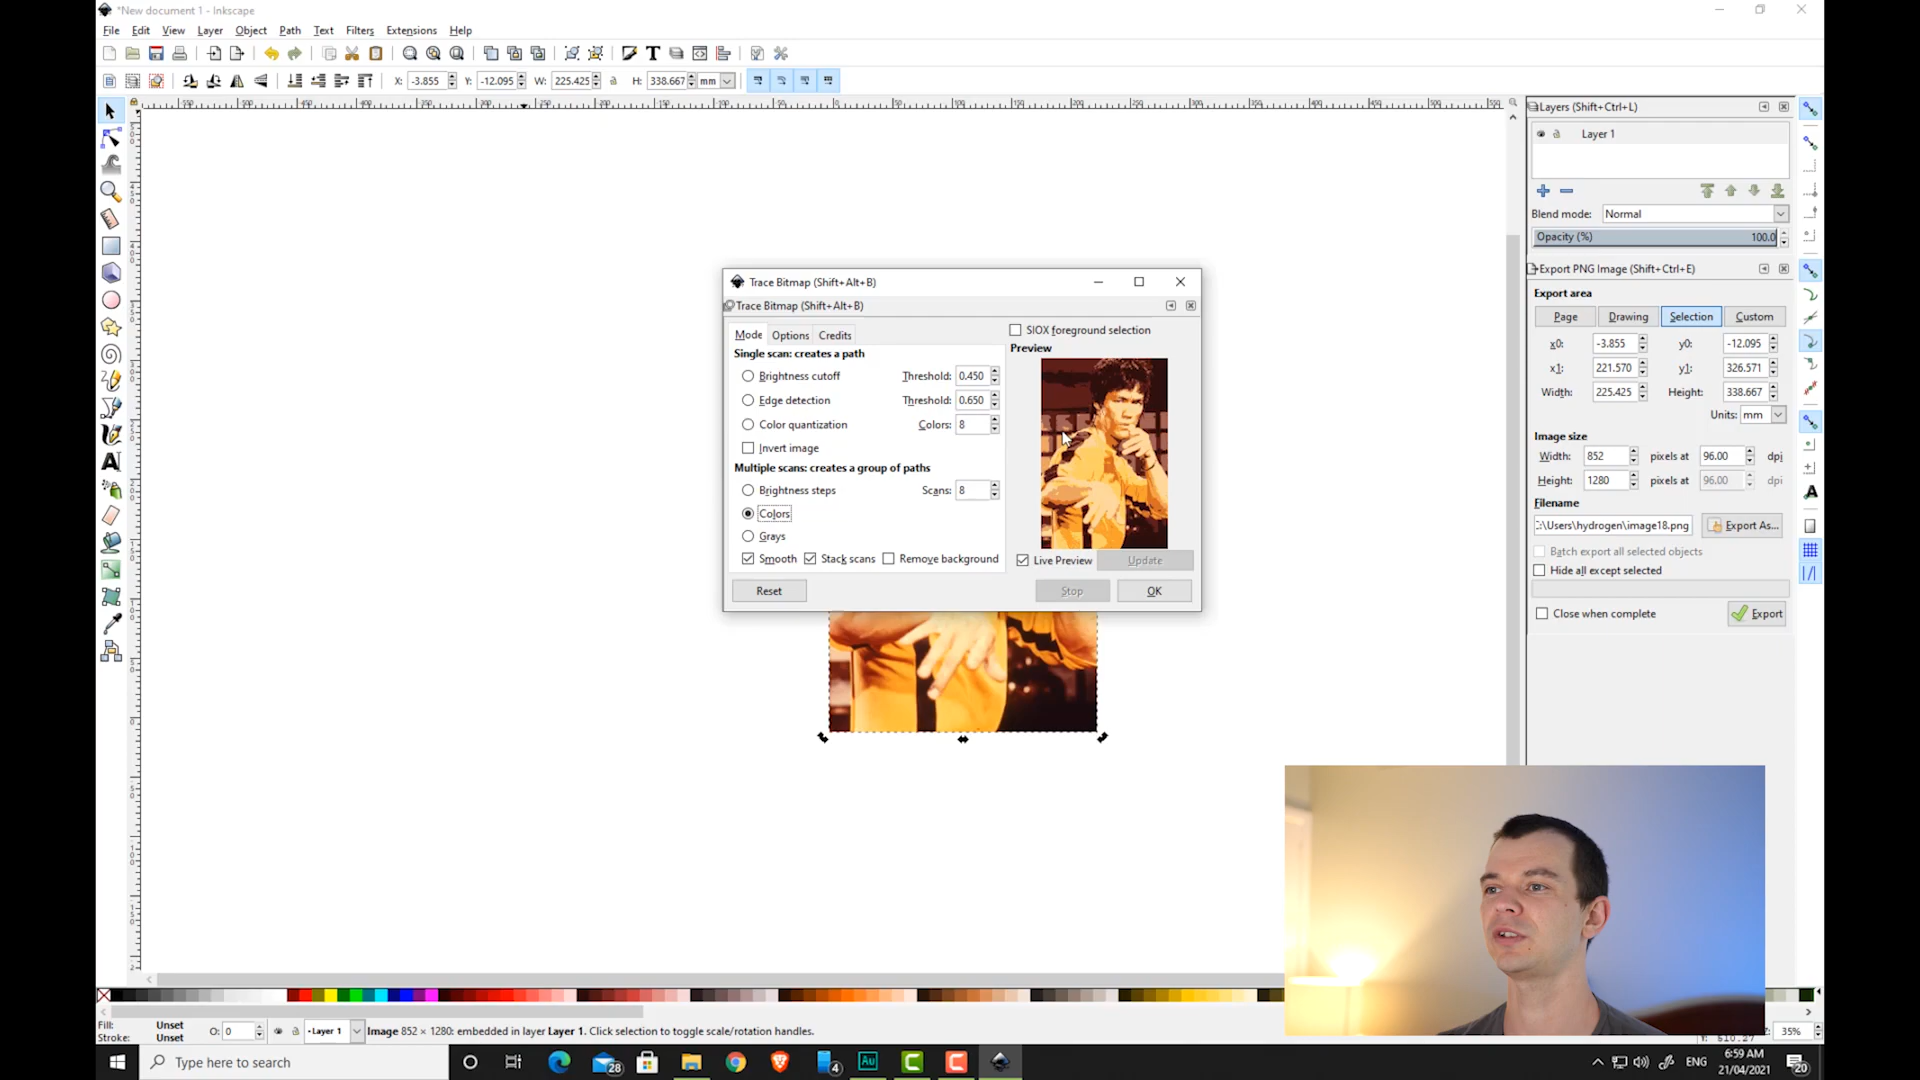 *New document 1 - Inkscape
File Edit View Layer Object Path Text Filters Extensions Help
X: -3.855 Y: -12.095 W: 225.425 H: 338.667 mm
Layers (Shift+Ctrl+L)
Layer 1
Blend mode: Normal
Opacity (%) 100.0
Export PNG Image (Shift+Ctrl+E)
Export area
Page Drawing Selection Custom
x0: -3.855 y0: -12.095
x1: 221.570 y1: 326.571
Width: 225.425 Height: 338.667
Units: mm
Image size
Width: 852 pixels at 96.00 dpi
Height: 1280 pixels at 96.00 dpi
Filename
:\Users\hydrogen\image18.png Export As...
Batch export all selected objects
Hide all except selected
Close when complete Export
Trace Bitmap (Shift+Alt+B)
Trace Bitmap (Shift+Alt+B)
Mode Options Credits
SIOX foreground selection
Single scan: creates a path
Preview
Brightness cutoff Threshold: 0.450
Edge detection Threshold: 0.650
Color quantization Colors: 8
Invert image
Multiple scans: creates a group of paths
Brightness steps Scans: 8
Colors
Grays
Smooth Stack scans Remove background
Live Preview Update
Reset Stop OK
Fill: Unset
Stroke: Unset
O: 0
•Layer 1
Image 852 × 1280: embedded in layer Layer 1. Click selection to toggle scale/rotation handles.
35%
Type here to search
28
4
Au
ENG
6:59 AM
21/04/2021
20